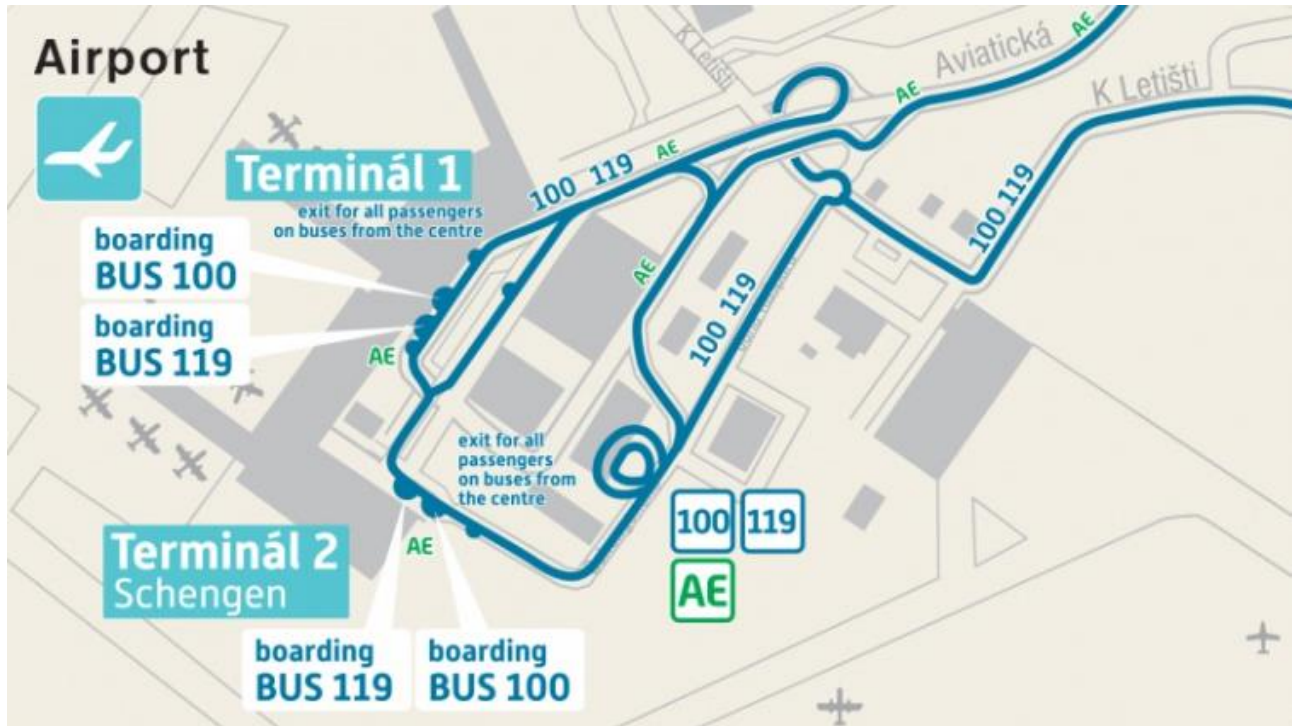 Airport
K Letišti
Aviatická
AE
AE
K Letišti
AE
100 119
Terminál 1
exit for all passengers
on buses from the centre
boarding
BUS 100
boarding
BUS 119
AE
AE
100 119
100 119
exit for all
passengers
on buses from
the centre
100
119
AE
Terminál 2
Schengen
AE
boarding
BUS 119
boarding
BUS 100